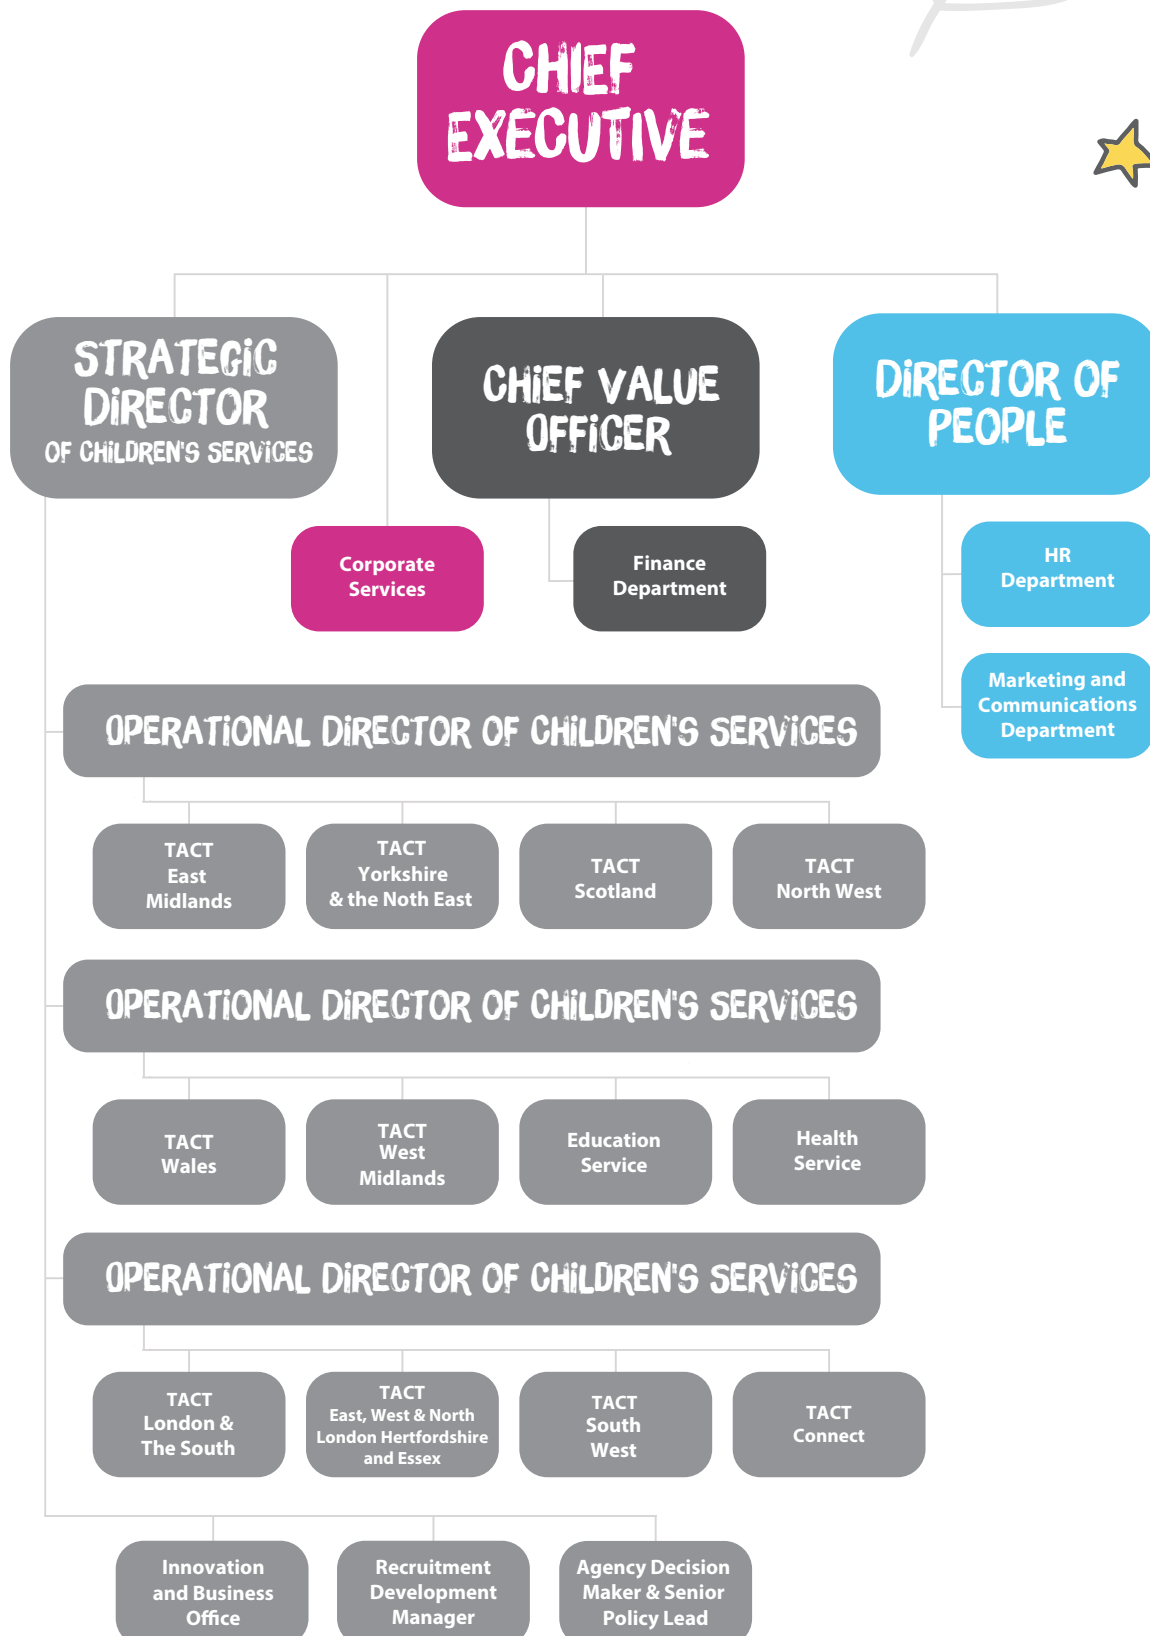 CHIEF
EXECUTIVE
STRATEGIC
DIRECTOR
OF CHILDREN'S SERVICES
CHIEF VALUE
OFFICER
DIRECTOR OF
PEOPLE
Corporate
Services
Finance
Department
HR
Department
Marketing and
Communications
Department
OPERATIONAL DIRECTOR OF CHILDREN'S SERVICES
TACT
East
Midlands
TACT
Yorkshire
& the Noth East
TACT
Scotland
TACT
North West
OPERATIONAL DIRECTOR OF CHILDREN'S SERVICES
TACT
Wales
TACT
West
Midlands
Education
Service
Health
Service
OPERATIONAL DIRECTOR OF CHILDREN'S SERVICES
TACT
London &
The South
TACT
East, West & North
London Hertfordshire
and Essex
TACT
South
West
TACT
Connect
Innovation
and Business
Office
Recruitment
Development
Manager
Agency Decision
Maker & Senior
Policy Lead